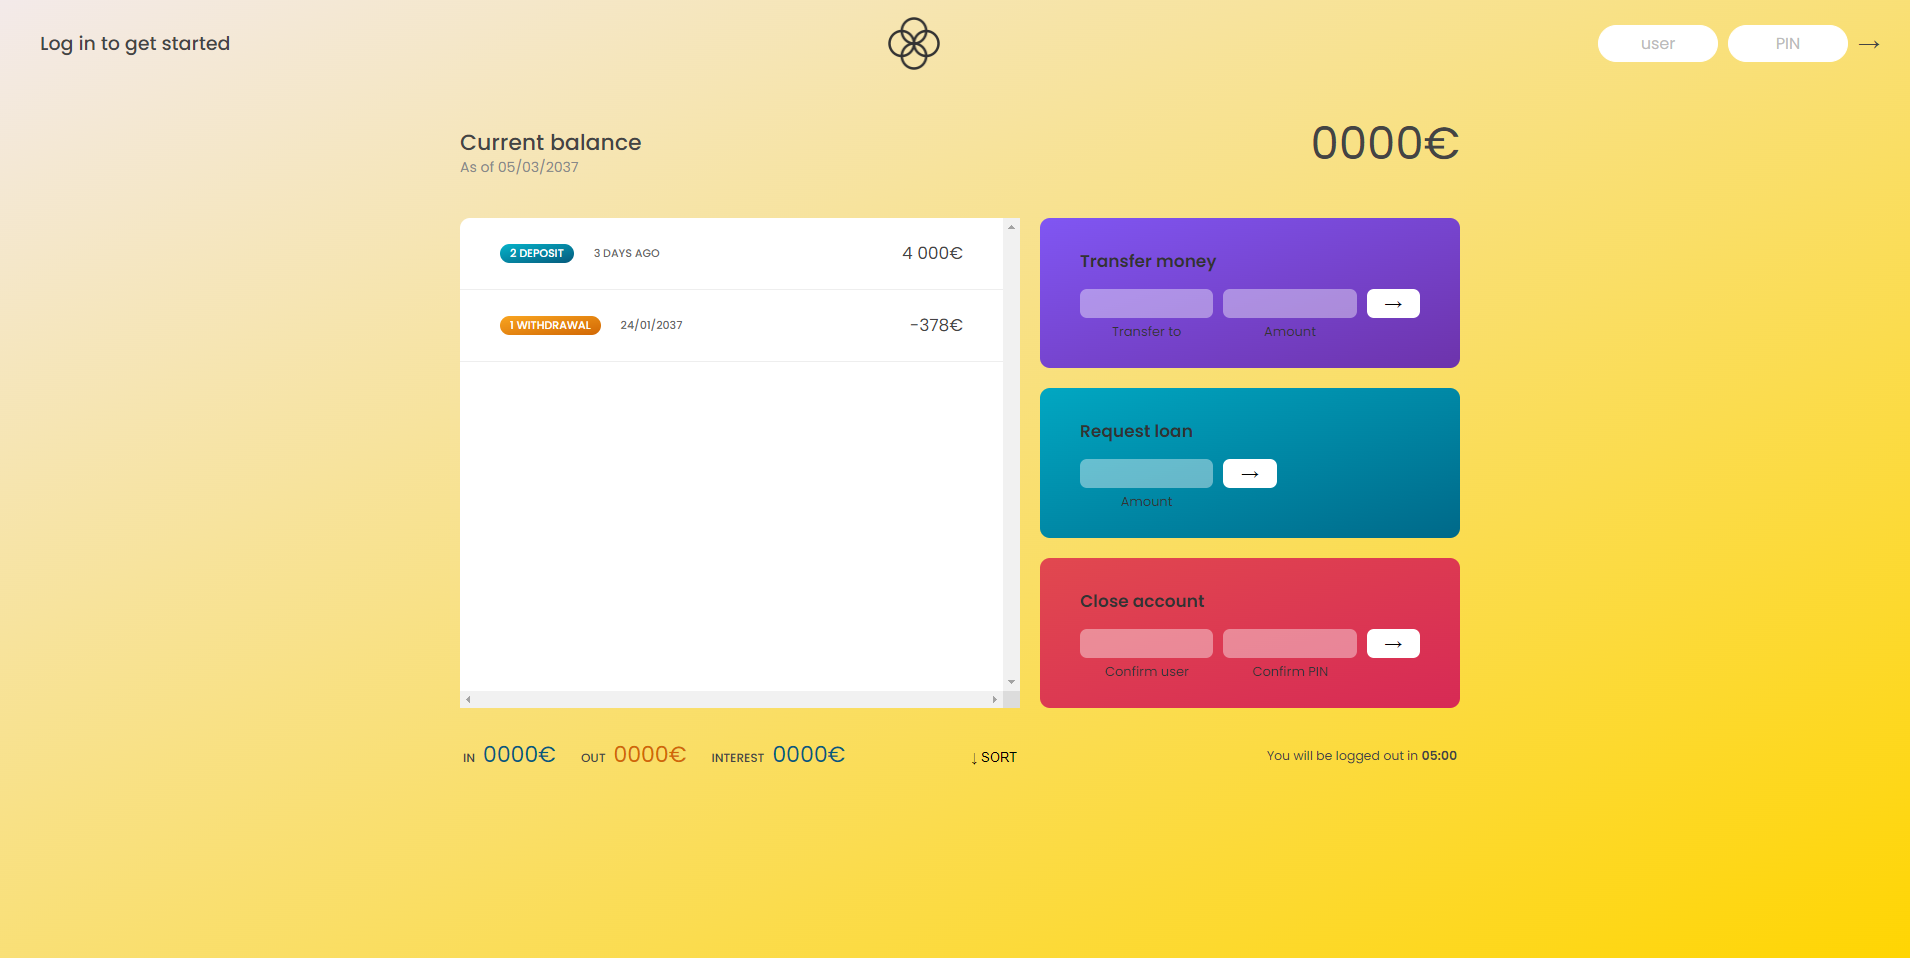 Log in to get started
user
PIN
→
Current balance
As of 05/03/2037
0000€
2 DEPOSIT 3 DAYS AGO 4 000€
1 WITHDRAWAL 24/01/2037 -378€
Transfer money
→
Transfer to Amount
Request loan
→
Amount
Close account
→
Confirm user Confirm PIN
IN 0000€ OUT 0000€ INTEREST 0000€ ↓ SORT
You will be logged out in 05:00